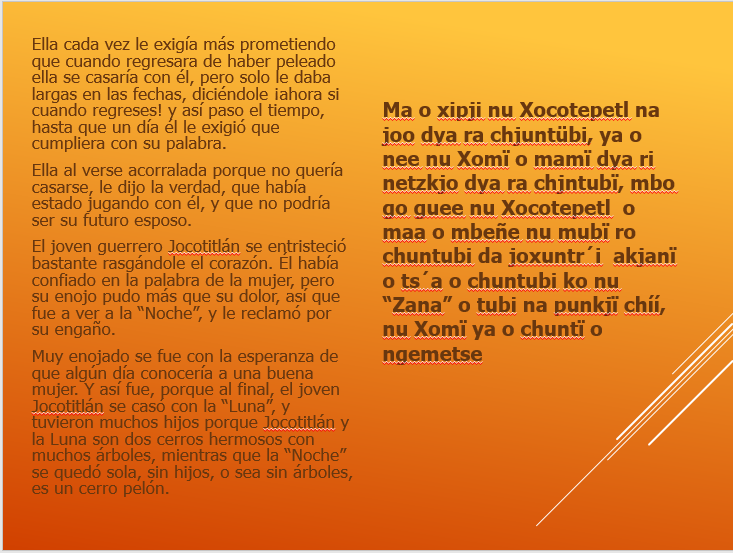 Ella cada vez le exigía más prometiendo
que cuando regresara de haber peleado
ella se casaría con él, pero solo le daba
largas en las fechas, diciéndole ¡ahora si
cuando regreses! y así paso el tiempo,
hasta que un día él le exigió que
cumpliera con su palabra.
Ella al verse acorralada porque no quería
casarse, le dijo la verdad, que había
estado jugando con él, y que no podría
ser su futuro esposo.
El joven guerrero Jocotitlán se entristeció
bastante rasgándole el corazón. Él había
confiado en la palabra de la mujer, pero
su enojo pudo más que su dolor, así que
fue a ver a la “Noche”, y le reclamó por
su engaño.
Muy enojado se fue con la esperanza de
que algún día conocería a una buena
mujer. Y así fue, porque al final, el joven
Jocotitlán se casó con la “Luna”, y
tuvieron muchos hijos porque Jocotitlán y
la Luna son dos cerros hermosos con
muchos árboles, mientras que la “Noche”
se quedó sola, sin hijos, o sea sin árboles,
es un cerro pelón.
Ma o xipji nu Xocotepetl na
joo dya ra chjuntübi, ya o
nee nu Xomï o mamï dya ri
netzkjo dya ra chjntubï, mbo
go guee nu Xocotepetl o
maa o mbeñe nu mubï ro
chuntubi da joxuntr´i akjanï
o ts´a o chuntubi ko nu
“Zana” o tubi na punkjï chíí,
nu Xomï ya o chuntï o
ngemetse